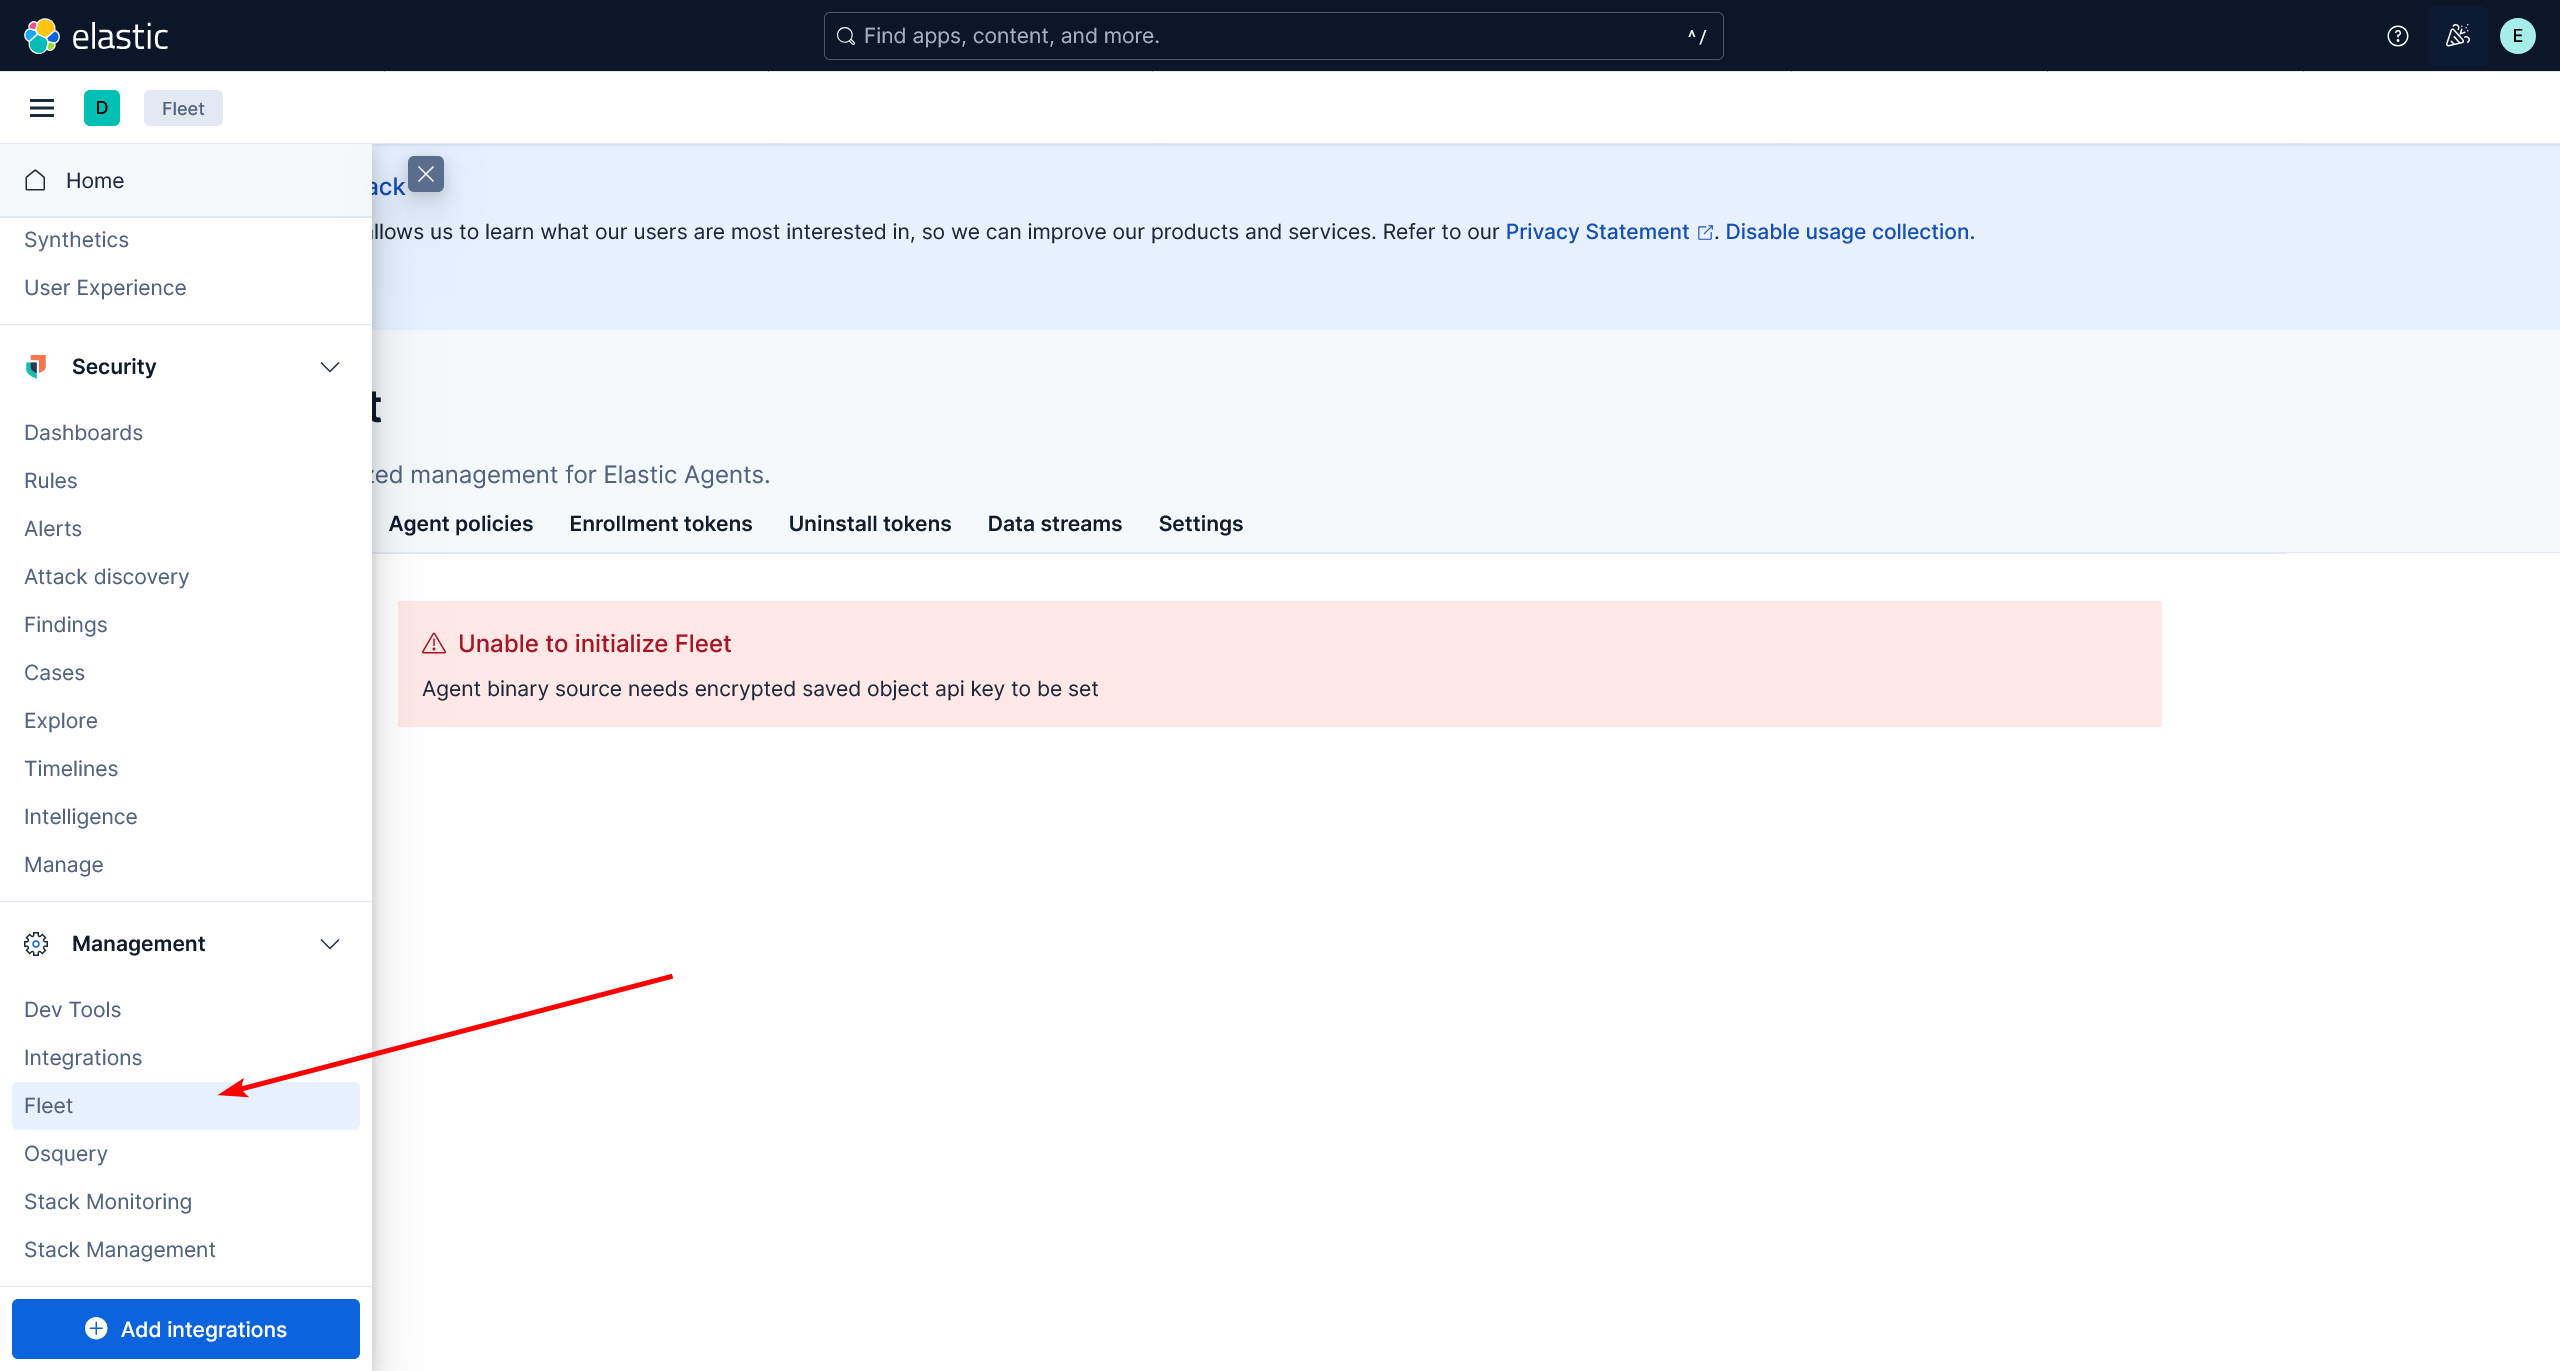 elastic
Find apps, content, and more.
^ /
E
D
Fleet
Home
Synthetics
User Experience
Security
Dashboards
Rules
Alerts
Attack discovery
Findings
Cases
Explore
Timelines
Intelligence
Manage
Management
Dev Tools
Integrations
Fleet
Osquery
Stack Monitoring
Stack Management
Add integrations
ack
llows us to learn what our users are most interested in, so we can improve our products and services. Refer to our Privacy Statement. Disable usage collection.
t
zed management for Elastic Agents.
Agent policies
Enrollment tokens
Uninstall tokens
Data streams
Settings
Unable to initialize Fleet
Agent binary source needs encrypted saved object api key to be set